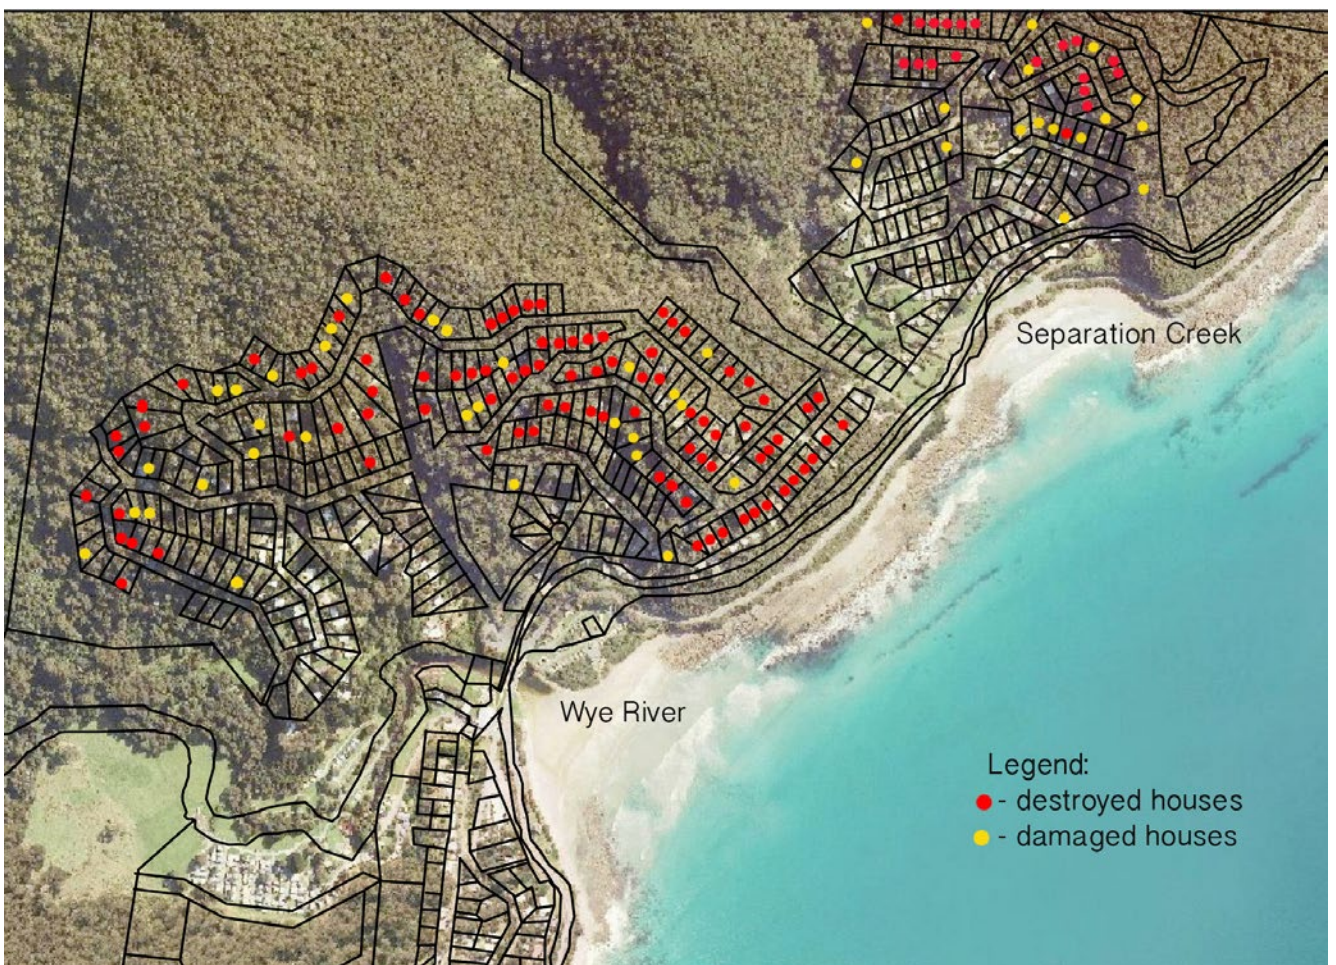 Separation Creek
Wye River
Legend:
- destroyed houses
- damaged houses